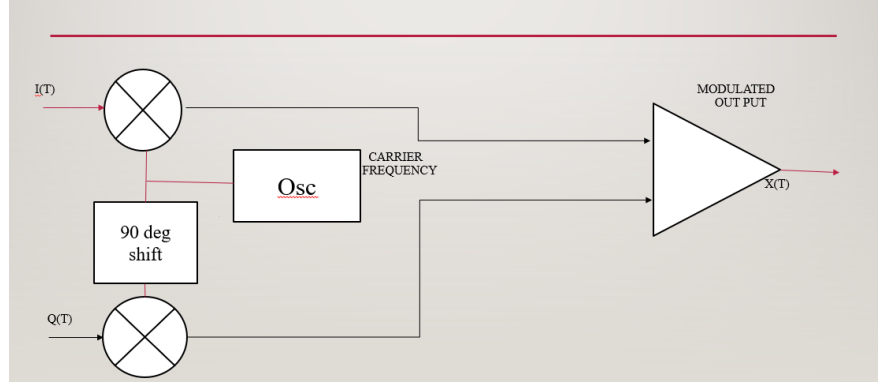 I(T)
MODULATED
OUT PUT
CARRIER
FREQUENCY
Osc
X(T)
90 deg
shift
Q(T)